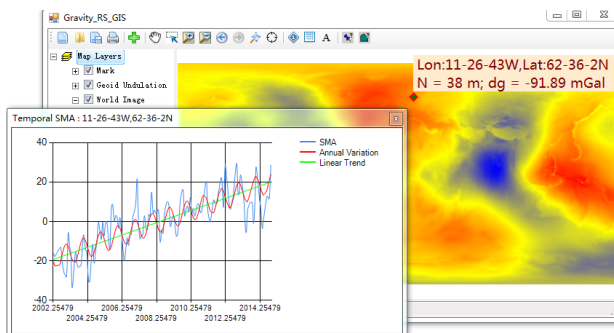 Gravity_RS_GIS
A
Map Layers
Mark
Geoid Undulation
World Image
Lon:11-26-43W,Lat:62-36-2N
N = 38 m; dg = -91.89 mGal
Temporal SMA : 11-26-43W,62-36-2N
SMA
Annual Variation
Linear Trend
40
20
0
-20
-40
2002.25479
2004.25479
2006.25479
2008.25479
2010.25479
2012.25479
2014.25479